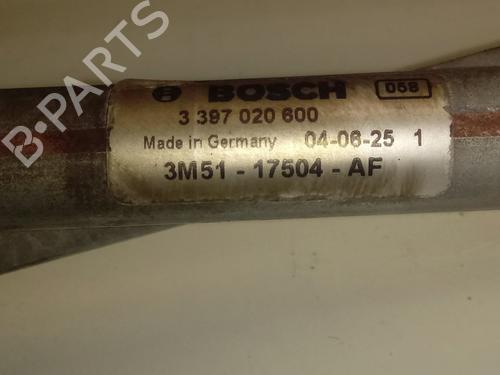 B-PARTS
BOSCH 058
3 397 020 600
Made in Germany 04-06-25 1
3M51 - 17504 - AF